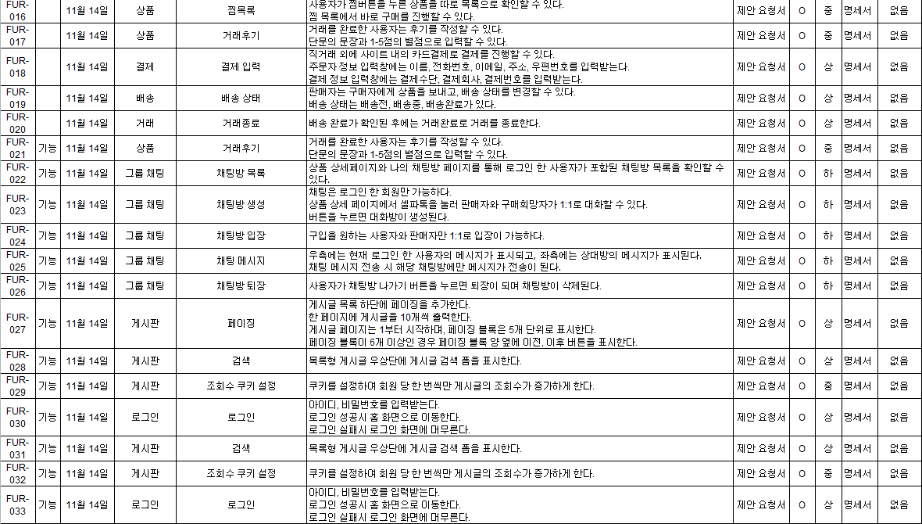 FUR-016 11월 14일 상품 찜목록 사용자가 찜버튼을 누른 상품을 따로 목록으로 확인할 수 있다.
찜 목록에서 바로 구매를 진행할 수 있다. 제안 요청서 O 중 명세서 없음
FUR-017 11월 14일 상품 거래후기 거래를 완료한 사용자는 후기를 작성할 수 있다.
단문의 문장과 1-5점의 별점으로 입력할 수 있다. 제안 요청서 O 중 명세서 없음
FUR-018 11월 14일 결제 결제 입력 직거래 외에 사이트 내의 카드결제로 결제를 진행할 수 있다.
주문자 정보 입력창에는 이름, 전화번호, 이메일, 주소, 우편번호를 입력받는다.
결제 정보 입력창에는 결제수단, 결제회사, 결제번호를 입력받는다. 제안 요청서 O 상 명세서 없음
FUR-019 11월 14일 배송 배송 상태 판매자는 구매자에게 상품을 보내고, 배송 상태를 변경할 수 있다.
배송 상태는 배송전, 배송중, 배송완료가 있다. 제안 요청서 O 상 명세서 없음
FUR-020 11월 14일 거래 거래종료 배송 완료가 확인된 후에는 거래완료로 거래를 종료한다. 제안 요청서 O 상 명세서 없음
FUR-021 기능 11월 14일 상품 거래후기 거래를 완료한 사용자는 후기를 작성할 수 있다.
단문의 문장과 1-5점의 별점으로 입력할 수 있다. 제안 요청서 O 중 명세서 없음
FUR-022 기능 11월 14일 그룹 채팅 채팅방 목록 상품 상세페이지와 나의 채팅방 페이지를 통해 로그인 한 사용자가 포함된 채팅방 목록을 확인할 수
있다. 제안 요청서 O 하 명세서 없음
FUR-023 기능 11월 14일 그룹 채팅 채팅방 생성 채팅은 로그인 한 회원만 가능하다.
상품 상세 페이지에서 셀파톡을 눌러 판매자와 구매희망자가 1:1로 대화할 수 있다.
버튼을 누르면 대화방이 생성된다. 제안 요청서 O 하 명세서 없음
FUR-024 기능 11월 14일 그룹 채팅 채팅방 입장 구입을 원하는 사용자와 판매자만 1:1로 입장이 가능하다. 제안 요청서 O 하 명세서 없음
FUR-025 기능 11월 14일 그룹 채팅 채팅 메시지 우측에는 현재 로그인 한 사용자의 메시지가 표시되고, 좌측에는 상대방의 메시지가 표시된다.
채팅 메시지 전송 시 해당 채팅방에만 메시지가 전송이 된다. 제안 요청서 O 하 명세서 없음
FUR-026 기능 11월 14일 그룹 채팅 채팅방 퇴장 사용자가 채팅방 나가기 버튼을 누르면 퇴장이 되며 채팅방이 삭제된다. 제안 요청서 O 하 명세서 없음
FUR-027 기능 11월 14일 게시판 페이징 게시글 목록 하단에 페이징을 추가한다.
한 페이지에 게시글을 10개씩 출력한다.
게시글 페이지는 1부터 시작하며, 페이징 블록은 5개 단위로 표시한다.
페이징 블록이 6개 이상인 경우 페이징 블록 양 옆에 이전, 이후 버튼을 표시한다. 제안 요청서 O 상 명세서 없음
FUR-028 기능 11월 14일 게시판 검색 목록형 게시글 우상단에 게시글 검색 폼을 표시한다. 제안 요청서 O 상 명세서 없음
FUR-029 기능 11월 14일 게시판 조회수 쿠키 설정 쿠키를 설정하며 회원 당 한 번씩만 게시글의 조회수가 증가하게 한다. 제안 요청서 O 중 명세서 없음
FUR-030 기능 11월 14일 로그인 로그인 아이디, 비밀번호를 입력받는다.
로그인 성공시 홈 화면으로 이동한다.
로그인 실패시 로그인 화면에 머무른다. 제안 요청서 O 상 명세서 없음
FUR-031 기능 11월 14일 게시판 검색 목록형 게시글 우상단에 게시글 검색 폼을 표시한다. 제안 요청서 O 상 명세서 없음
FUR-032 기능 11월 14일 게시판 조회수 쿠키 설정 쿠키를 설정하며 회원 당 한 번씩만 게시글의 조회수가 증가하게 한다. 제안 요청서 O 중 명세서 없음
FUR-033 기능 11월 14일 로그인 로그인 아이디, 비밀번호를 입력받는다.
로그인 성공시 홈 화면으로 이동한다.
로그인 실패시 로그인 화면에 머무른다. 제안 요청서 O 상 명세서 없음